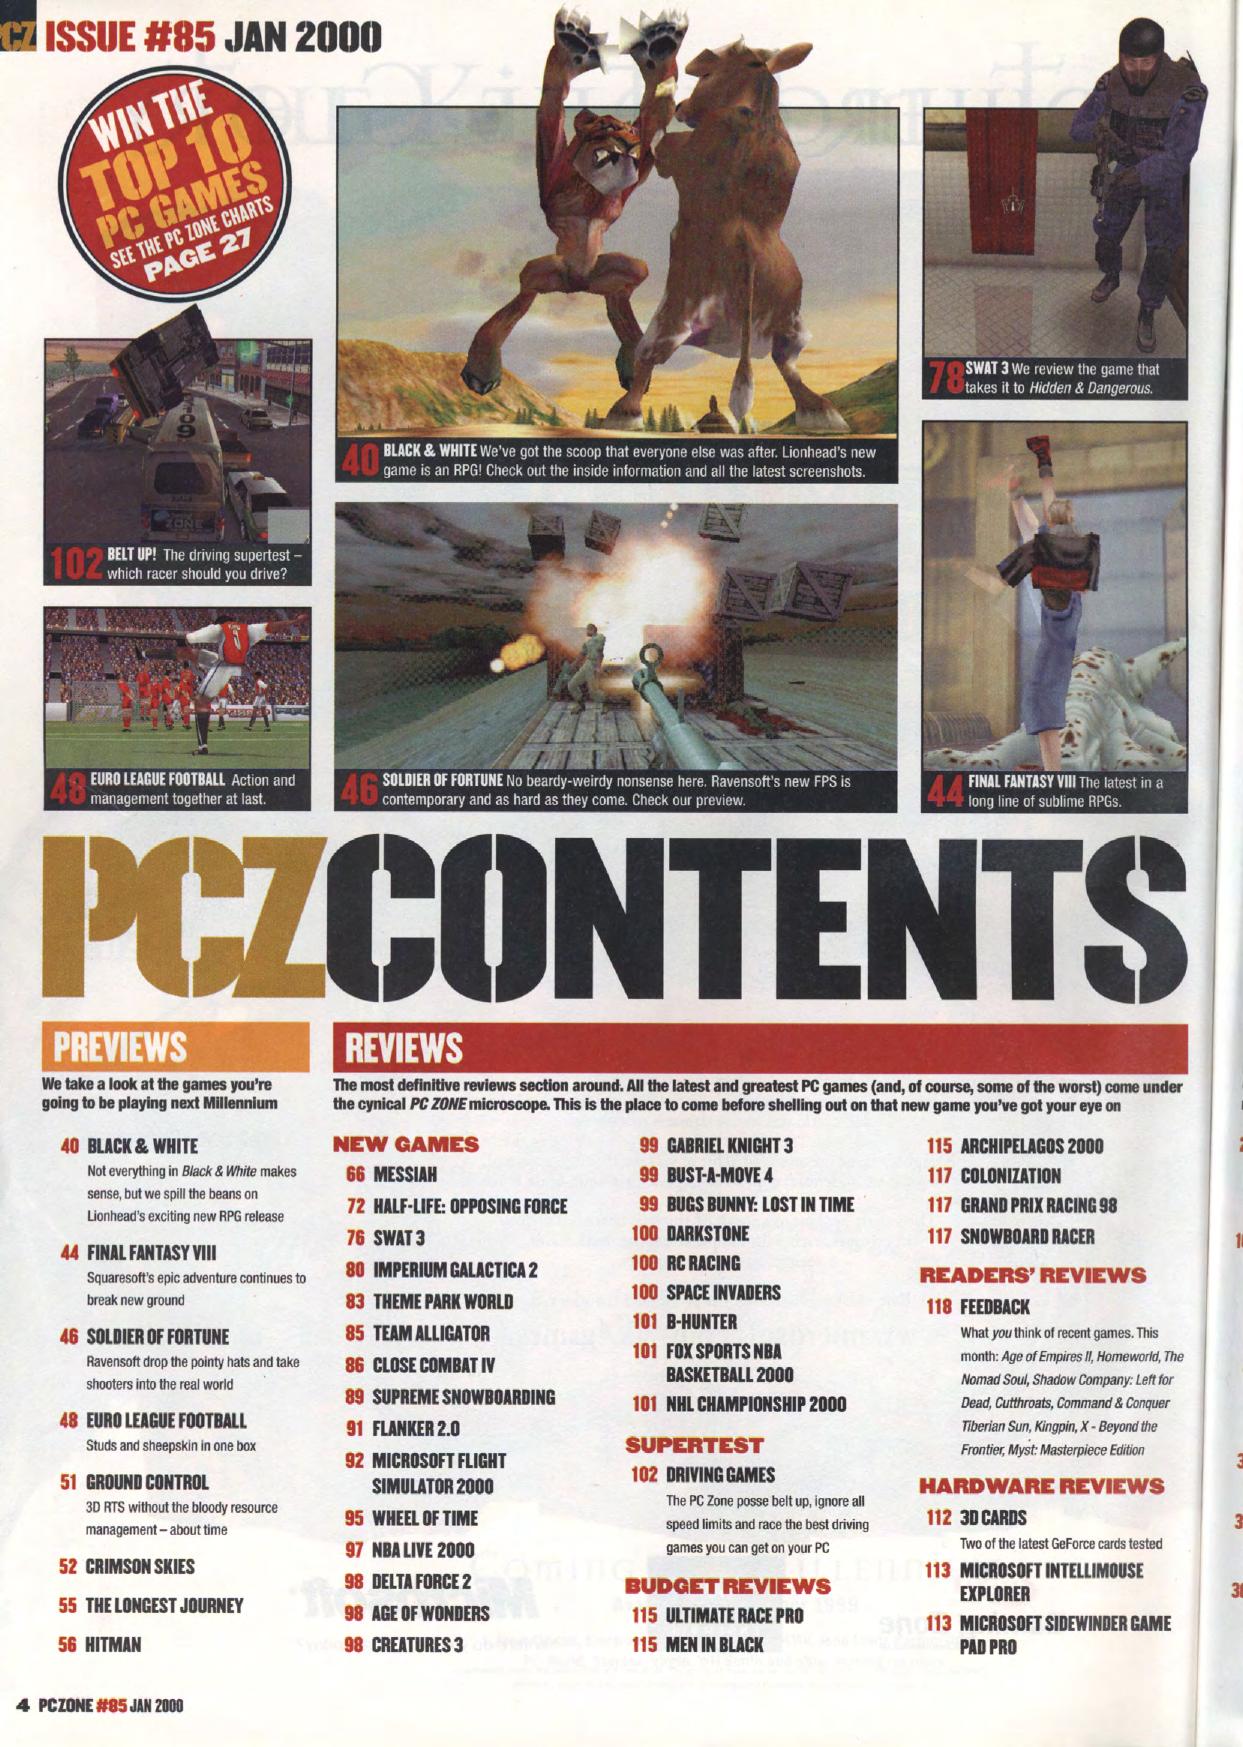 PCZ ISSUE #85 JAN 2000
WIN THE
TOP 10
PC GAMES
SEE THE PC ZONE CHARTS
PAGE 27
78 SWAT 3 We review the game that
takes it to Hidden & Dangerous.
40 BLACK & WHITE We've got the scoop that everyone else was after. Lionhead's new
game is an RPG! Check out the inside information and all the latest screenshots.
ZONE
102 BELT UP! The driving supertest –
which racer should you drive?
48 EURO LEAGUE FOOTBALL Action and
management together at last.
46 SOLDIER OF FORTUNE No beardy-weirdy nonsense here. Ravensoft's new FPS is
contemporary and as hard as they come. Check our preview.
44 FINAL FANTASY VIII The latest in a
long line of sublime RPGs.
PCZCONTENTS
PREVIEWS
We take a look at the games you're
going to be playing next Millennium
40 BLACK & WHITE
Not everything in Black & White makes
sense, but we spill the beans on
Lionhead's exciting new RPG release
44 FINAL FANTASY VIII
Squaresoft's epic adventure continues to
break new ground
46 SOLDIER OF FORTUNE
Ravensoft drop the pointy hats and take
shooters into the real world
48 EURO LEAGUE FOOTBALL
Studs and sheepskin in one box
51 GROUND CONTROL
3D RTS without the bloody resource
management – about time
52 CRIMSON SKIES
55 THE LONGEST JOURNEY
56 HITMAN
REVIEWS
The most definitive reviews section around. All the latest and greatest PC games (and, of course, some of the worst) come under
the cynical PC ZONE microscope. This is the place to come before shelling out on that new game you've got your eye on
NEW GAMES
66 MESSIAH
72 HALF-LIFE: OPPOSING FORCE
76 SWAT 3
80 IMPERIUM GALACTICA 2
83 THEME PARK WORLD
85 TEAM ALLIGATOR
86 CLOSE COMBAT IV
89 SUPREME SNOWBOARDING
91 FLANKER 2.0
92 MICROSOFT FLIGHT
SIMULATOR 2000
95 WHEEL OF TIME
97 NBA LIVE 2000
98 DELTA FORCE 2
98 AGE OF WONDERS
98 CREATURES 3
99 GABRIEL KNIGHT 3
99 BUST-A-MOVE 4
99 BUGS BUNNY: LOST IN TIME
100 DARKSTONE
100 RC RACING
100 SPACE INVADERS
101 B-HUNTER
101 FOX SPORTS NBA
BASKETBALL 2000
101 NHL CHAMPIONSHIP 2000
SUPERTEST
102 DRIVING GAMES
The PC Zone posse belt up, ignore all
speed limits and race the best driving
games you can get on your PC
BUDGET REVIEWS
115 ULTIMATE RACE PRO
115 MEN IN BLACK
115 ARCHIPELAGOS 2000
117 COLONIZATION
117 GRAND PRIX RACING 98
117 SNOWBOARD RACER
READERS' REVIEWS
118 FEEDBACK
What you think of recent games. This
month: Age of Empires II, Homeworld, The
Nomad Soul, Shadow Company: Left for
Dead, Cutthroats, Command & Conquer
Tiberian Sun, Kingpin, X - Beyond the
Frontier, Myst: Masterpiece Edition
HARDWARE REVIEWS
112 3D CARDS
Two of the latest GeForce cards tested
113 MICROSOFT INTELLIMOUSE
EXPLORER
113 MICROSOFT SIDEWINDER GAME
PAD PRO
4 PCZONE #85 JAN 2000